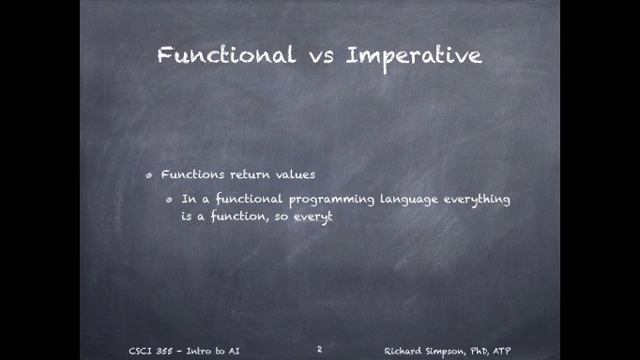 Functional vs Imperative
Functions return values
In a functional programming language everything
is a function, so everyt
CSCI 355 - Intro to AI
2
Richard Simpson, PhD, ATP